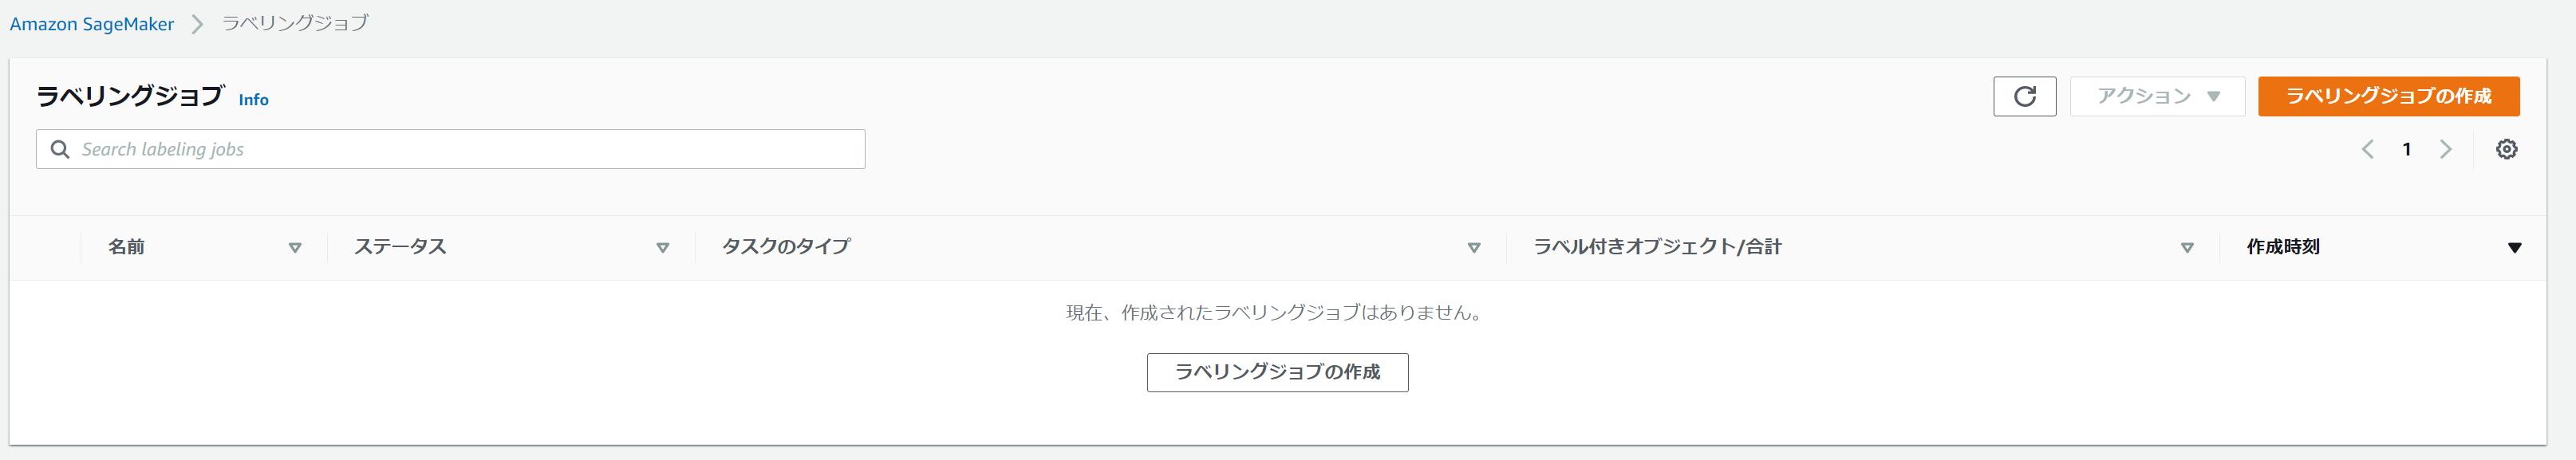 Amazon SageMaker > ラベリングジョブ
ラベリングジョブ Info
アクション ▼ ラベリングジョブの作成
Search labeling jobs
< 1 >
名前 ステータス タスクのタイプ ラベル付きオブジェクト/合計 作成時刻
現在、作成されたラベリングジョブはありません。
ラベリングジョブの作成